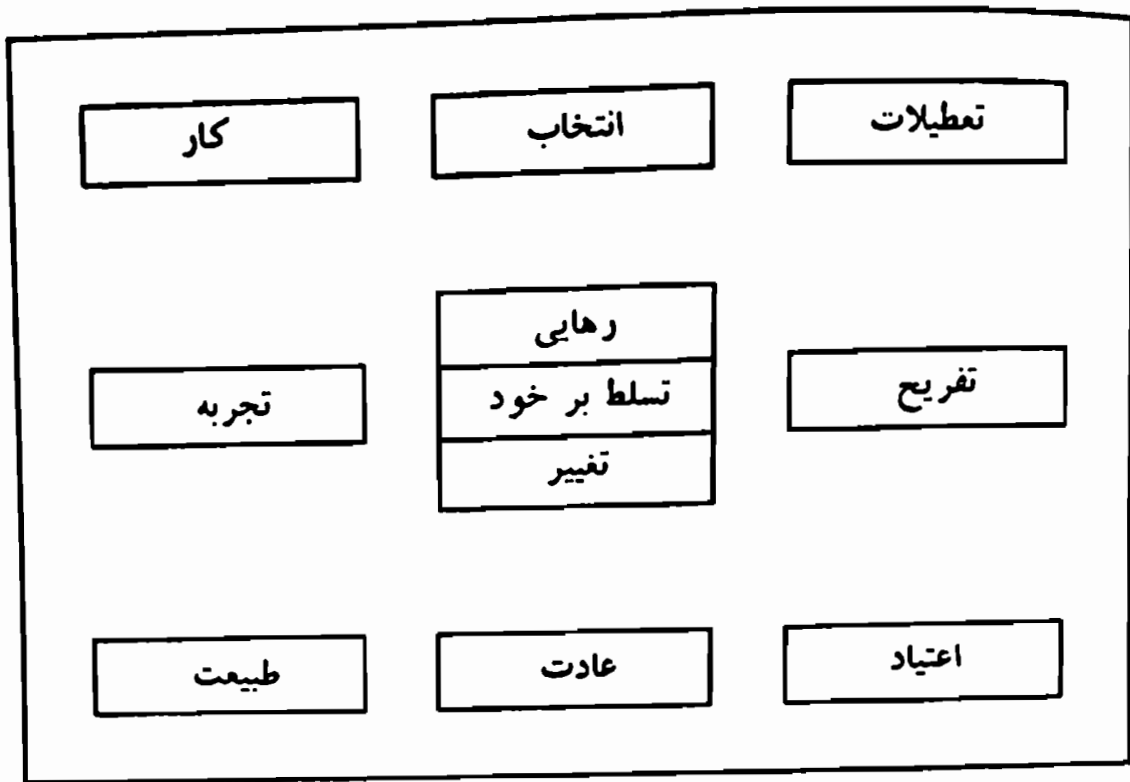 تعطیلات
انتخاب
کار
رهایی
تسلط بر خود
تغییر
تفریح
تجربه
اعتیاد
عادت
طبیعت